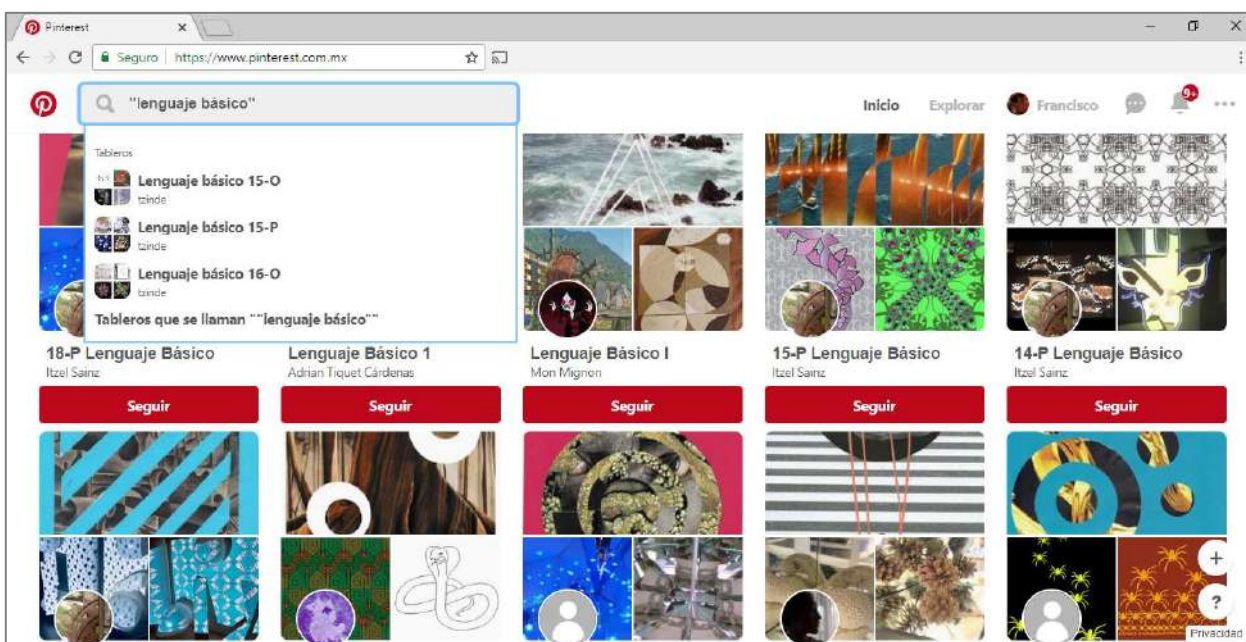 Pinterest
Seguro | https://www.pinterest.com.mx
"lenguaje básico"
Inicio Explorar Francisco 9+
Tableros
Lenguaje básico 15-O
tzinde
Lenguaje básico 15-P
tzinde
Lenguaje básico 16-O
tzinde
Tableros que se llaman ""lenguaje básico""
18-P Lenguaje Básico
Itzel Sainz
Seguir
Lenguaje Básico 1
Adrian Tiquet Cárdenas
Seguir
Lenguaje Básico I
Mon Mignon
Seguir
15-P Lenguaje Básico
Itzel Sainz
Seguir
14-P Lenguaje Básico
Itzel Sainz
Seguir
+
?
Privacidad